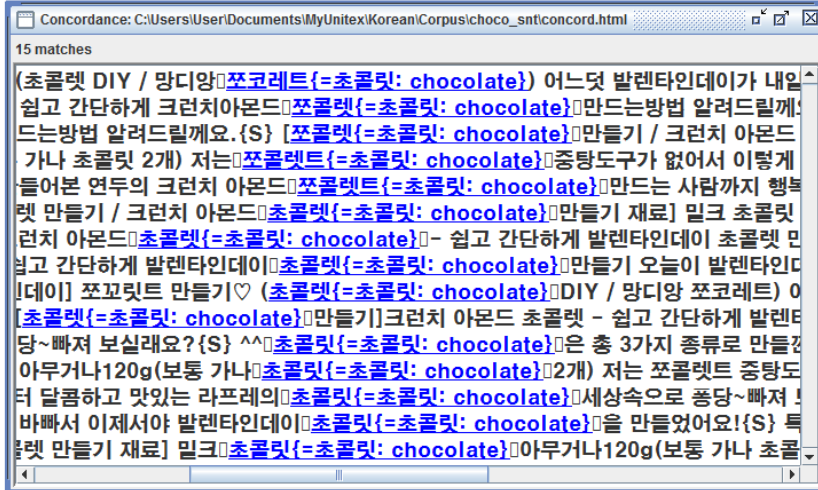 Concordance: C:\Users\User\Documents\MyUnitex\Korean\Corpus\choco_snt\concord.html
15 matches
(초콜렛 DIY / 망디앙▯쪼코레트{=초콜릿: chocolate}) 어느덧 발렌타인데이가 내일
쉽고 간단하게 크런치아몬드▯쪼콜렛{=초콜릿: chocolate}▯만드는방법 알려드릴께요
드는방법 알려드릴께요.{S} [쪼콜렛{=초콜릿: chocolate}▯만들기 / 크런치 아몬드
가나 초콜릿 2개) 저는▯쪼콜렛트{=초콜릿: chocolate}▯중탕도구가 없어서 이렇게
들어본 연두의 크런치 아몬드▯쪼콜렛트{=초콜릿: chocolate}▯만드는 사람까지 행복
렛 만들기 / 크런치 아몬드▯초콜렛{=초콜릿: chocolate}▯만들기 재료] 밀크 초콜릿
런치 아몬드▯초콜렛{=초콜릿: chocolate}▯- 쉽고 간단하게 발렌타인데이 초콜렛 만
쉽고 간단하게 발렌타인데이▯초콜렛{=초콜릿: chocolate}▯만들기 오늘이 발렌타인데
인데이] 쪼꼬릿트 만들기♡ (초콜렛{=초콜릿: chocolate}▯DIY / 망디앙 쪼코레트) 어
[초콜렛{=초콜릿: chocolate}▯만들기]크런치 아몬드 초콜렛 - 쉽고 간단하게 발렌타
당~빠져 보실래요?{S} ^^▯초콜릿{=초콜릿: chocolate}▯은 총 3가지 종류로 만들
아무거나120g(보통 가나▯초콜릿{=초콜릿: chocolate}▯2개) 저는 쪼콜렛트 중탕도
터 달콤하고 맛있는 라프레의▯초콜릿{=초콜릿: chocolate}▯세상속으로 퐁당~빠져
바빠서 이제서야 발렌타인데이▯초콜릿{=초콜릿: chocolate}▯을 만들었어요!{S} 특
렛 만들기 재료] 밀크▯초콜릿{=초콜릿: chocolate}▯아무거나120g(보통 가나 초콜